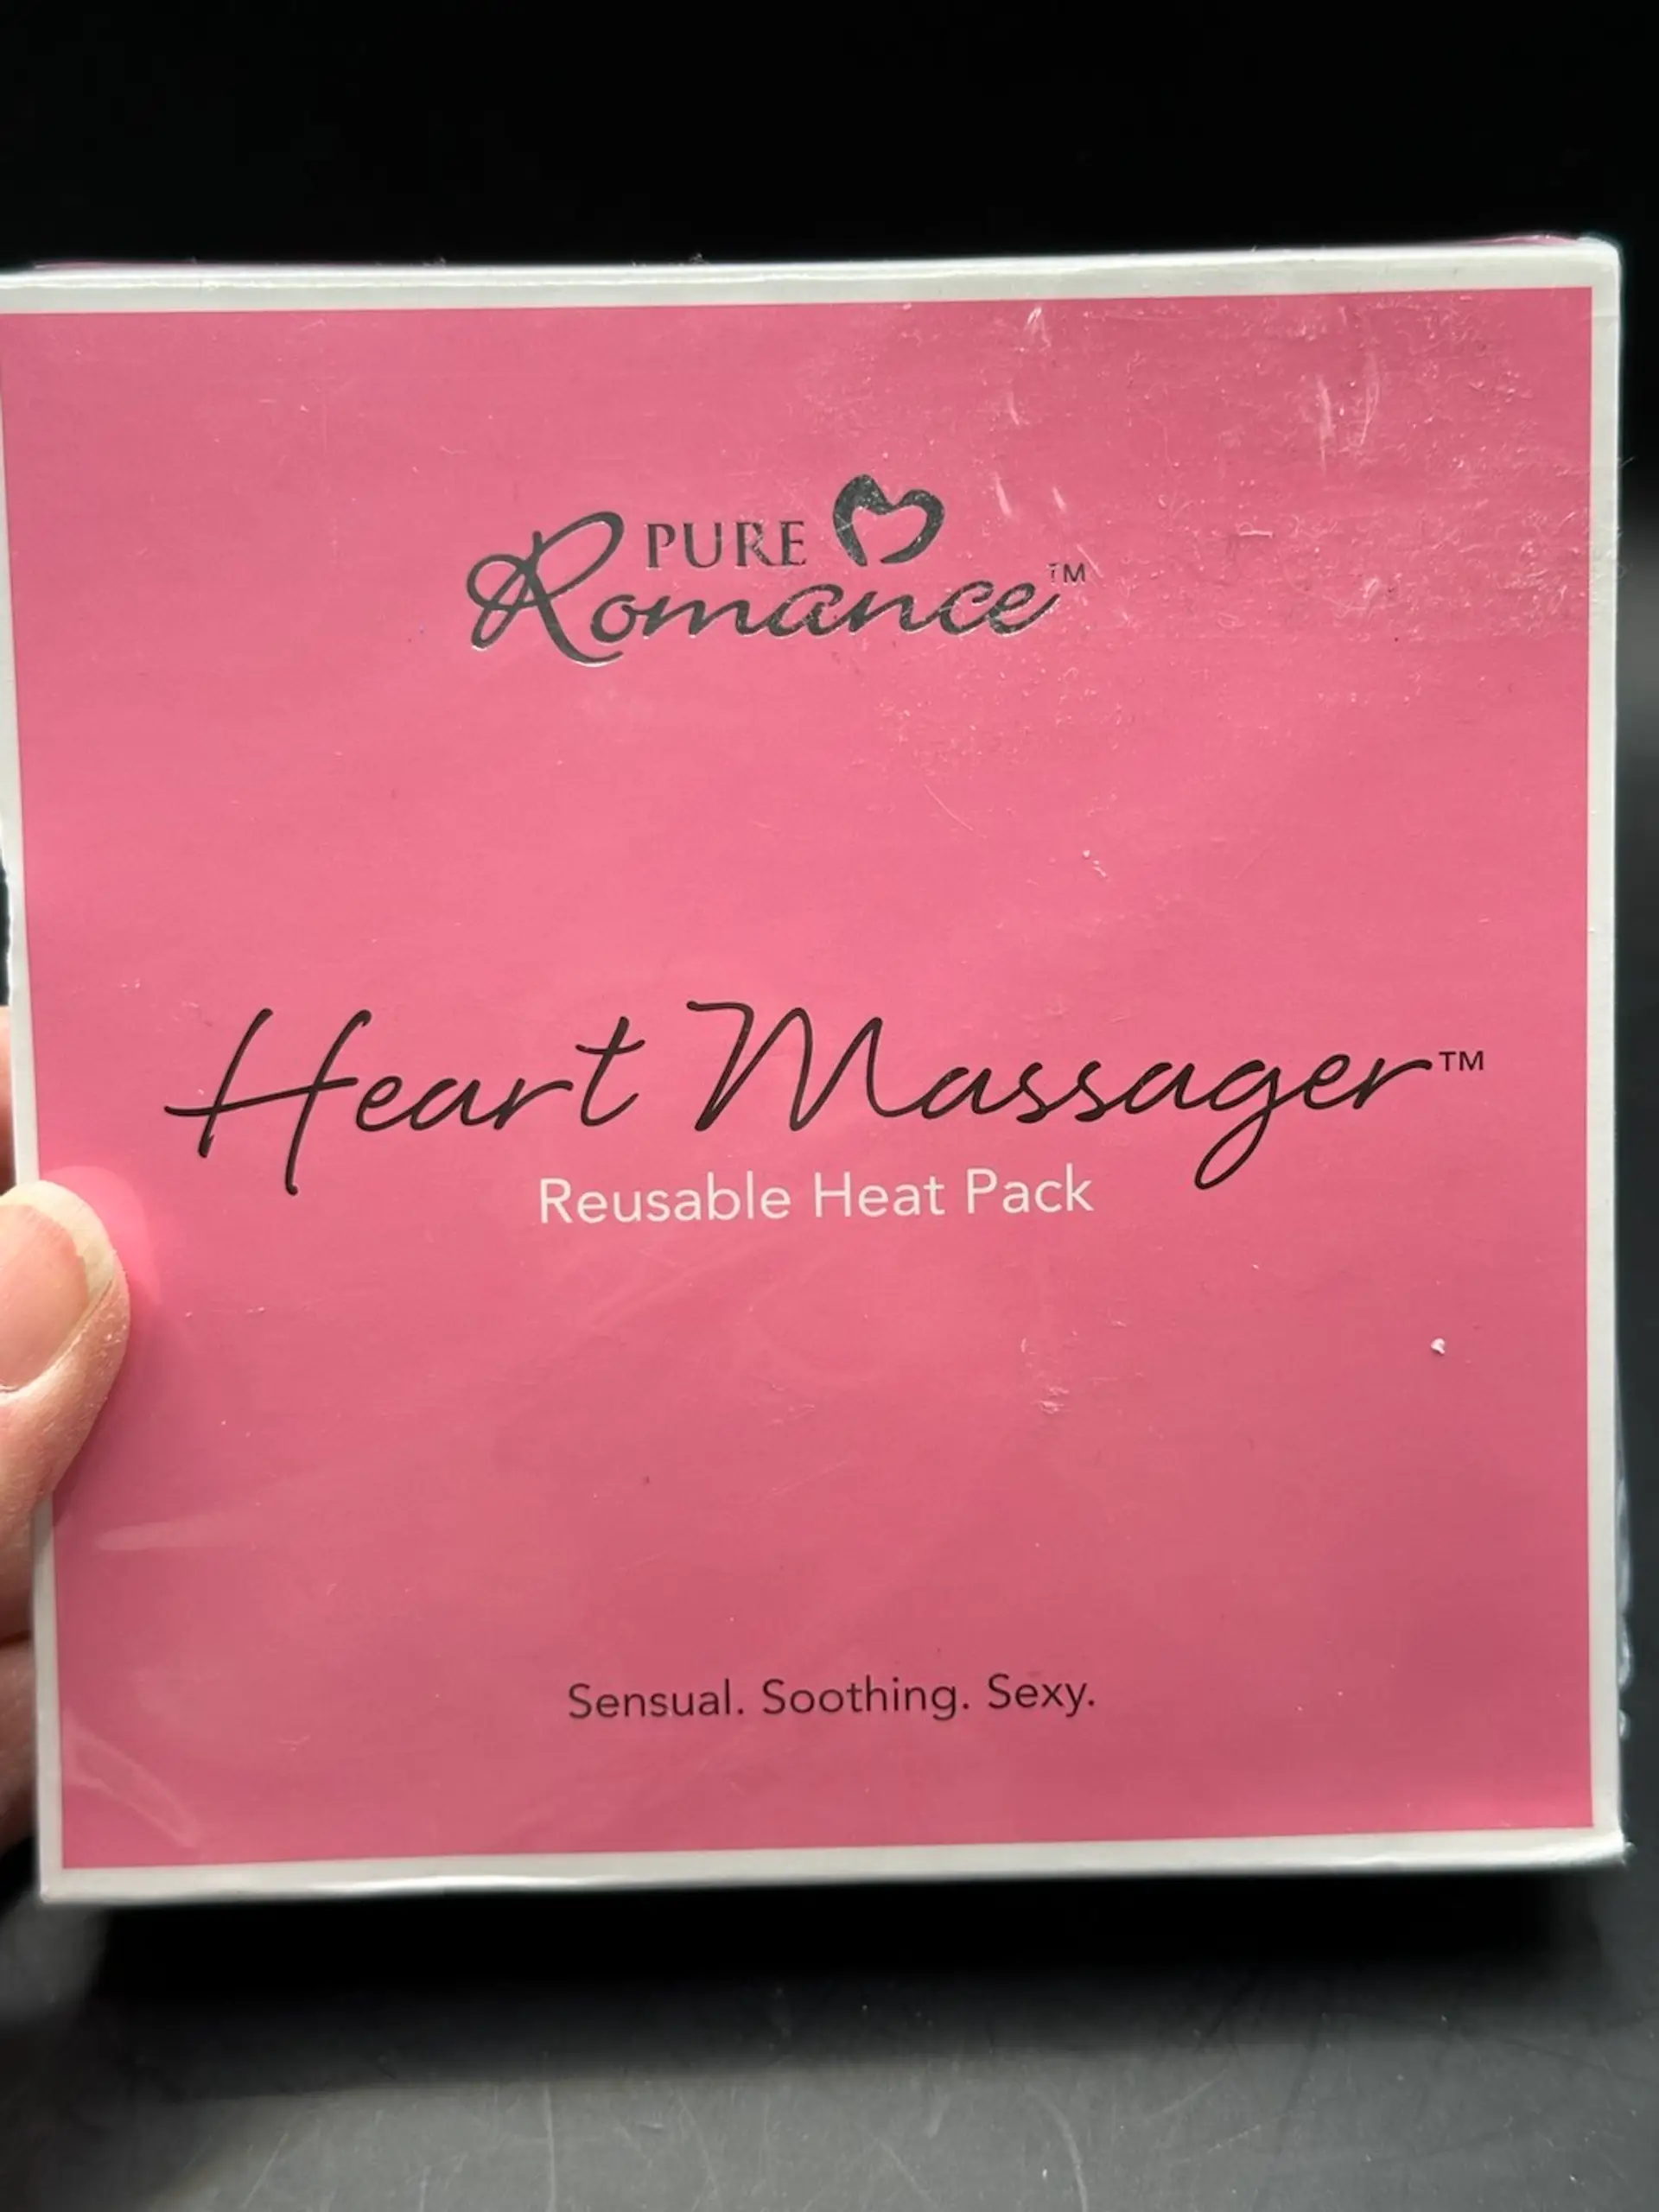 PURE
Romance™
Heart Massager™
Reusable Heat Pack
Sensual. Soothing. Sexy.